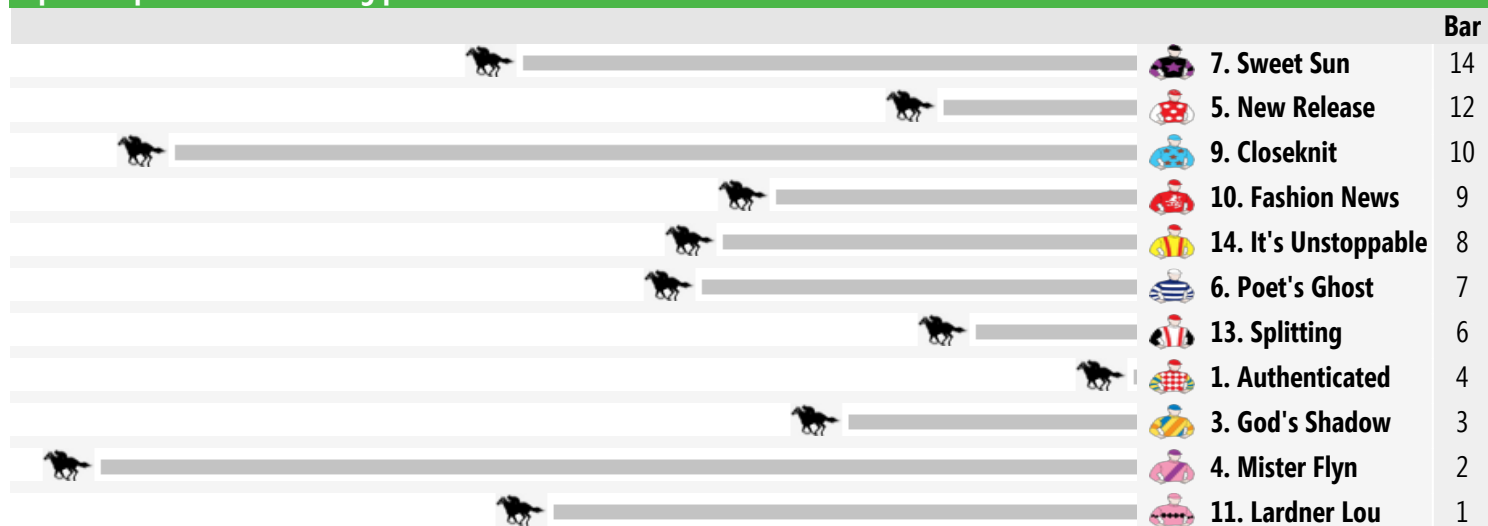 Bar
7. Sweet Sun 14
5. New Release 12
9. Closeknit 10
10. Fashion News 9
14. It's Unstoppable 8
6. Poet's Ghost 7
13. Splitting 6
1. Authenticated 4
3. God's Shadow 3
4. Mister Flyn 2
11. Lardner Lou 1